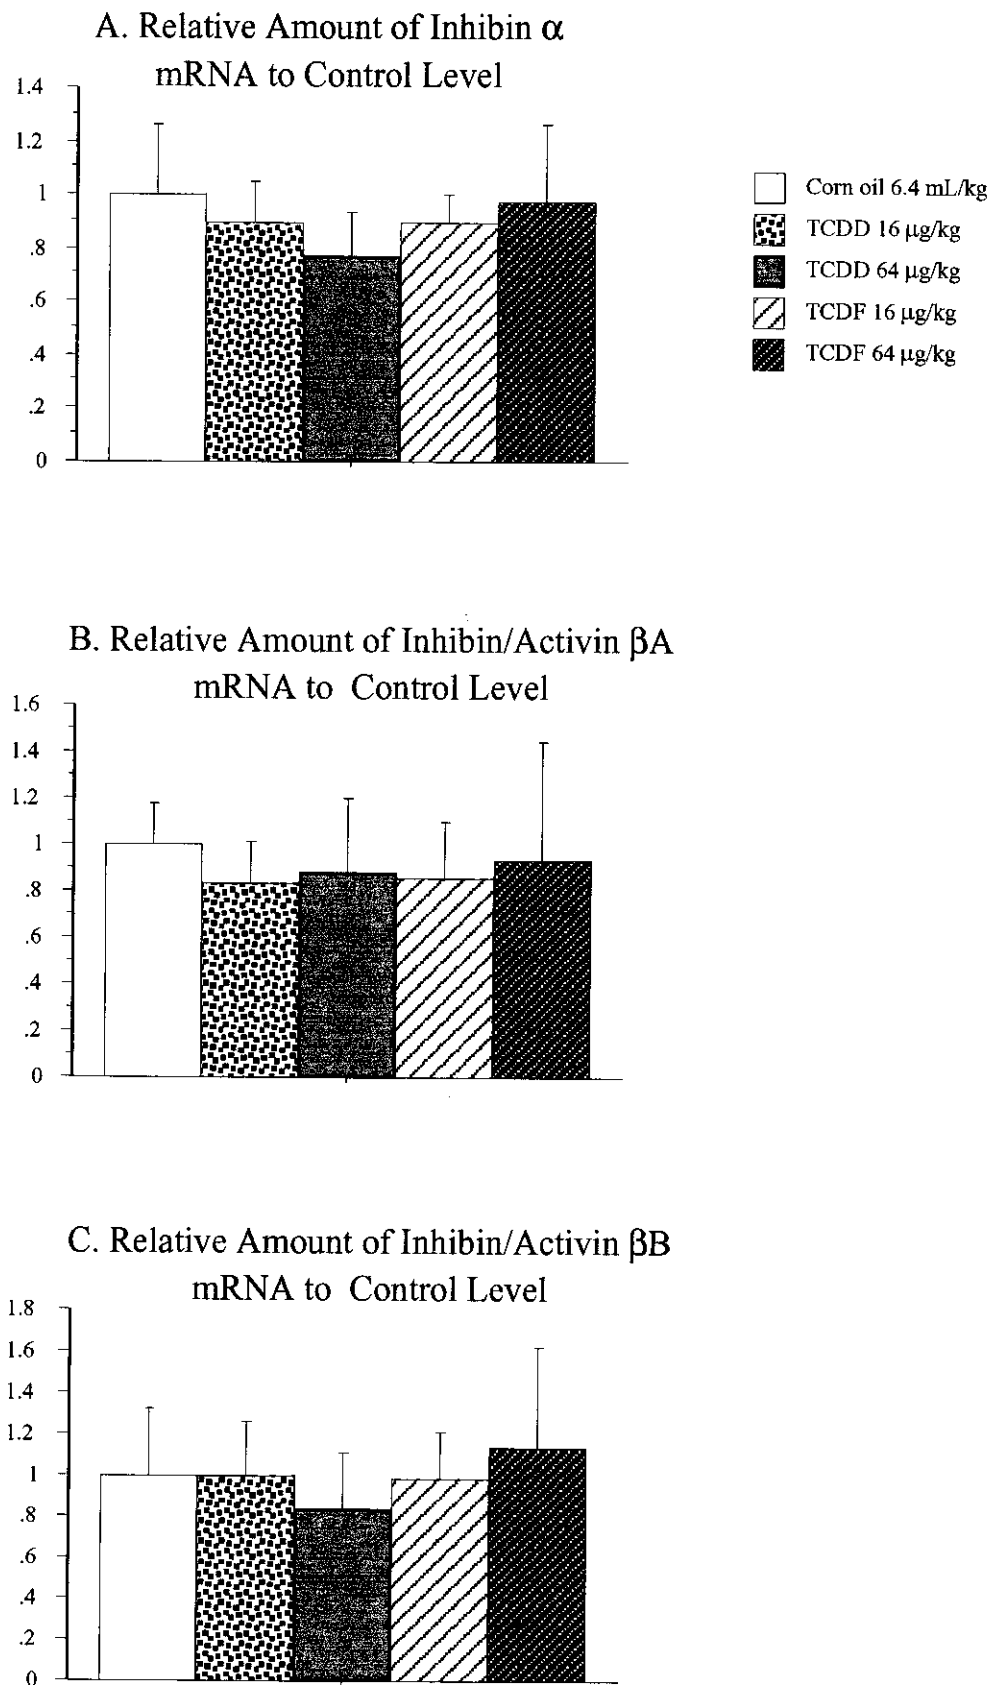 A. Relative Amount of Inhibin α
mRNA to Control Level
1.4
1.2
1
.8
.6
.4
.2
0
Corn oil 6.4 mL/kg
TCDD 16 μg/kg
TCDD 64 μg/kg
TCDF 16 μg/kg
TCDF 64 μg/kg
B. Relative Amount of Inhibin/Activin βA
mRNA to Control Level
1.6
1.4
1.2
1
.8
.6
.4
.2
0
C. Relative Amount of Inhibin/Activin βB
mRNA to Control Level
1.8
1.6
1.4
1.2
1
.8
.6
.4
.2
0